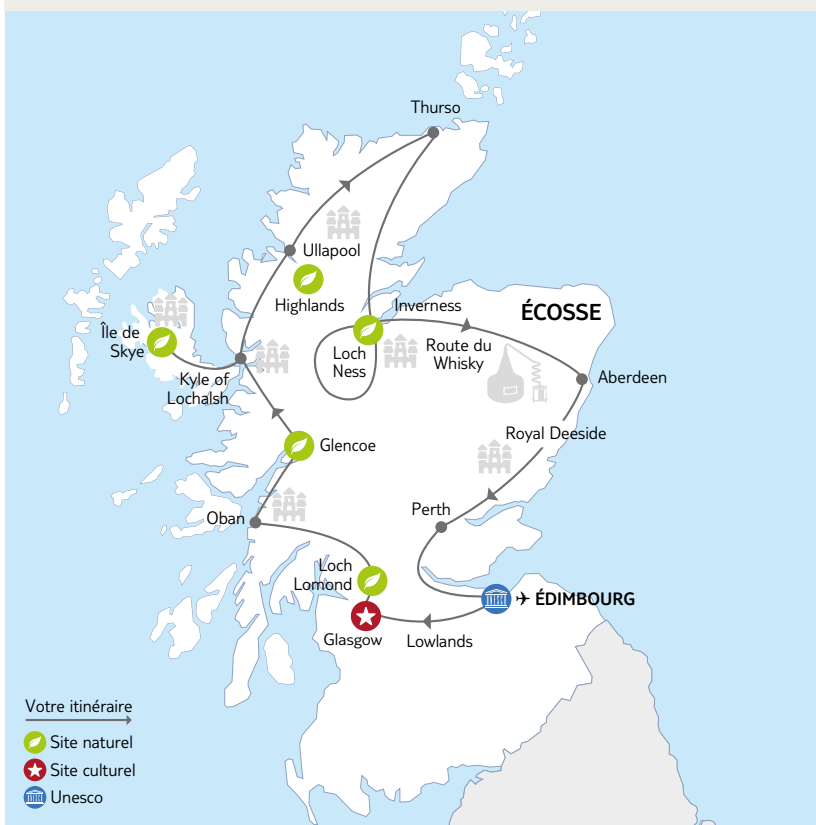 Thurso
Ullapool
Highlands
Inverness
ÉCOSSE
Île de
Skye
Loch
Ness
Route du
Whisky
Kyle of
Lochalsh
Aberdeen
Royal Deeside
Glencoe
Perth
Oban
Loch
Lomond
ÉDIMBOURG
Glasgow
Lowlands
Votre itinéraire
Site naturel
Site culturel
Unesco